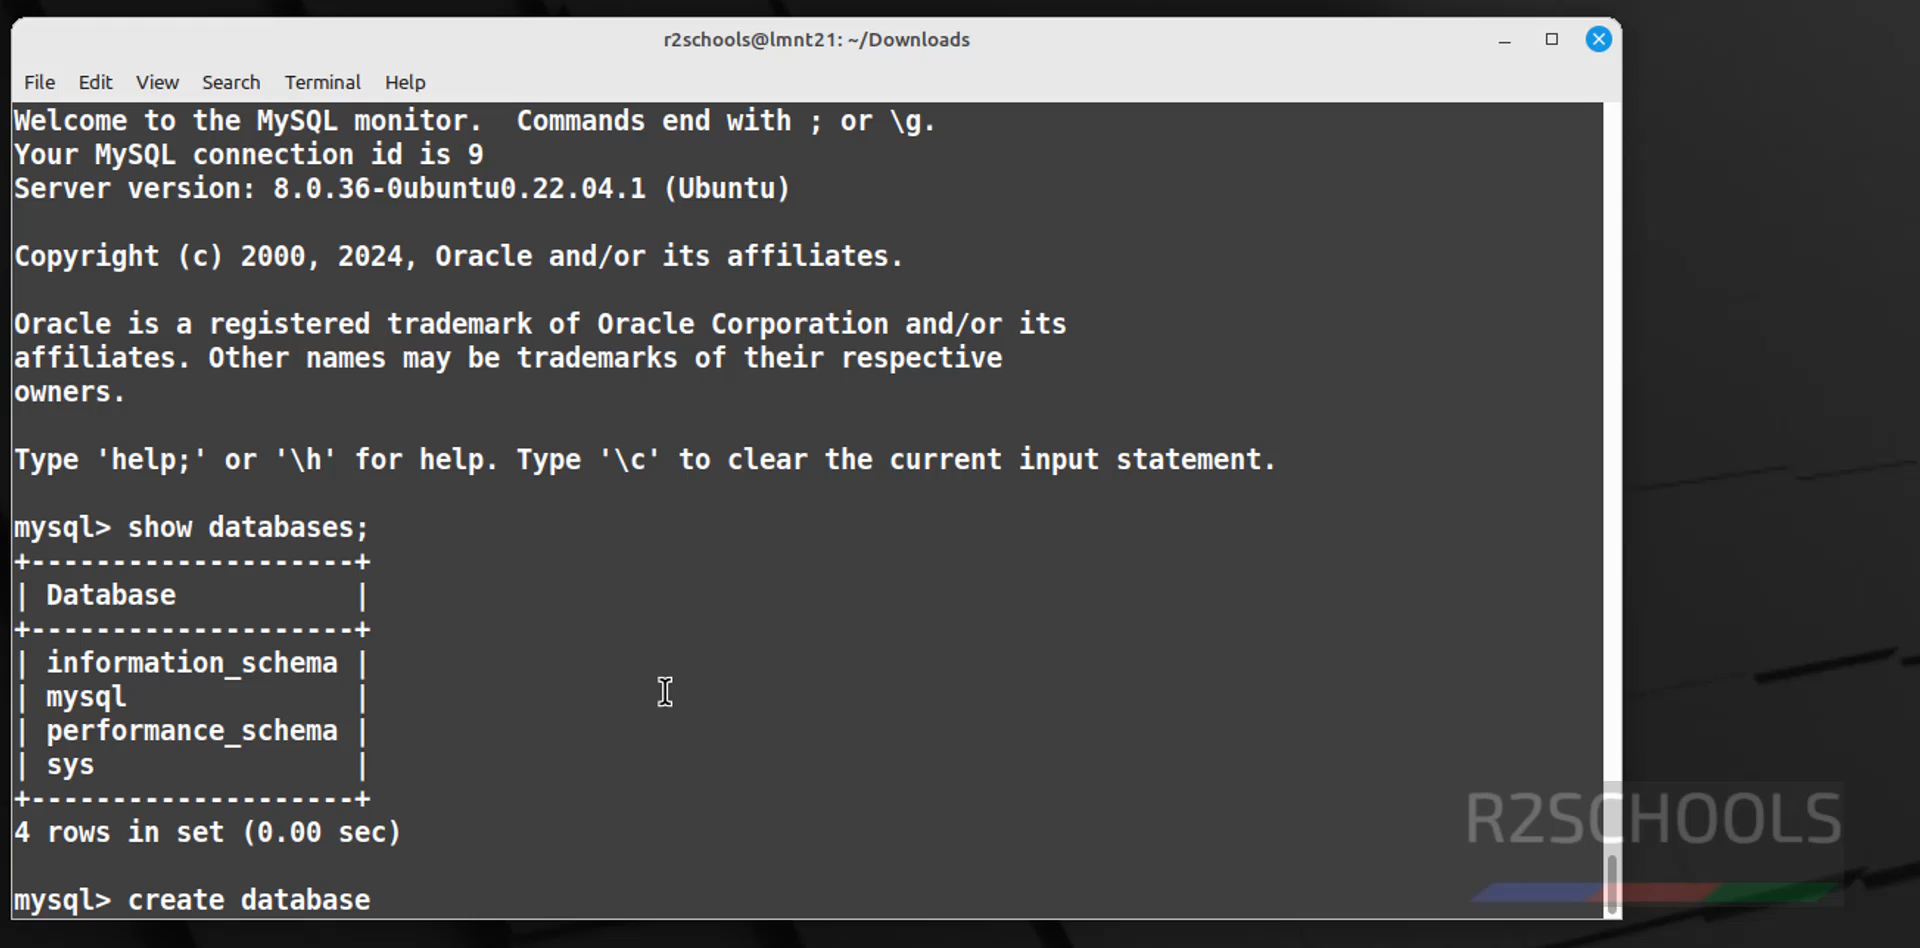 r2schools@lmnt21: ~/Downloads
File Edit View Search Terminal Help
Welcome to the MySQL monitor.  Commands end with ; or \g.
Your MySQL connection id is 9
Server version: 8.0.36-0ubuntu0.22.04.1 (Ubuntu)
Copyright (c) 2000, 2024, Oracle and/or its affiliates.
Oracle is a registered trademark of Oracle Corporation and/or its
affiliates. Other names may be trademarks of their respective
owners.
Type 'help;' or '\h' for help. Type '\c' to clear the current input statement.
mysql> show databases;
+--------------------+
| Database           |
+--------------------+
| information_schema |
| mysql              |
| performance_schema |
| sys                |
+--------------------+
4 rows in set (0.00 sec)
mysql> create database
R2SCHOOLS